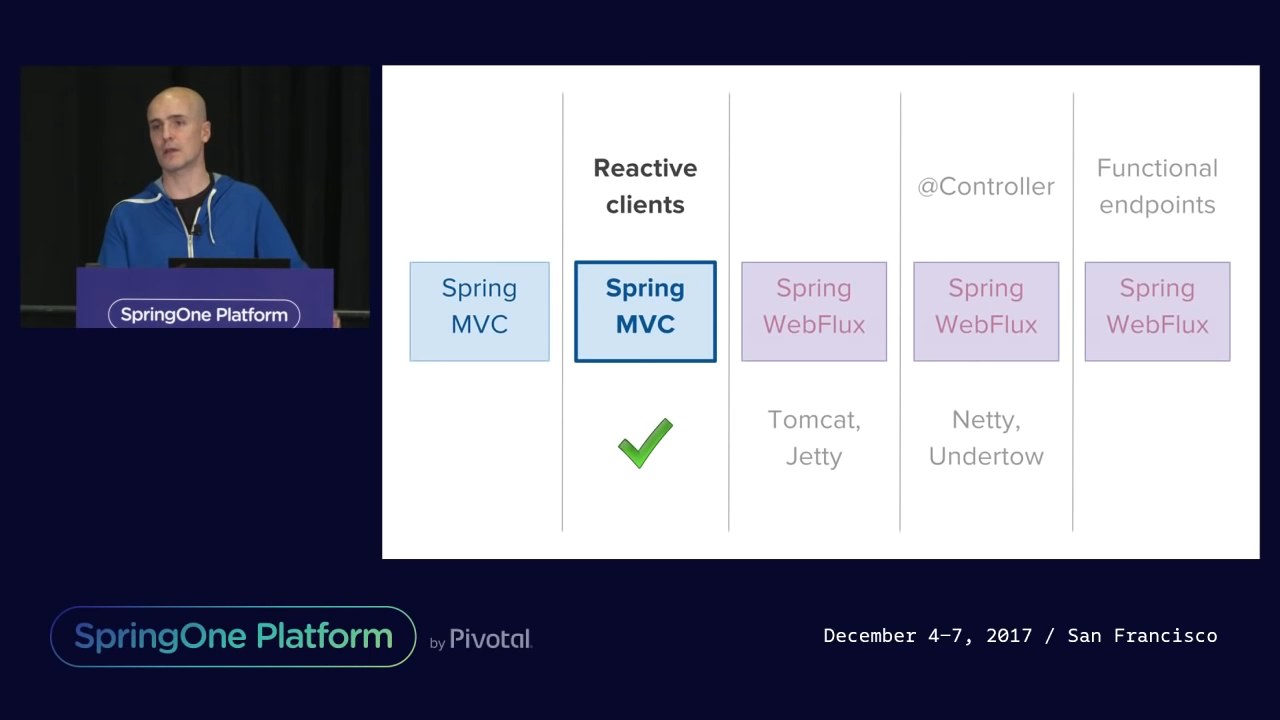 SpringOne Platform
Reactive
clients
@Controller
Functional
endpoints
Spring
MVC
Spring
MVC
Spring
WebFlux
Spring
WebFlux
Spring
WebFlux
Tomcat,
Jetty
Netty,
Undertow
SpringOne Platform by Pivotal.
December 4–7, 2017 / San Francisco